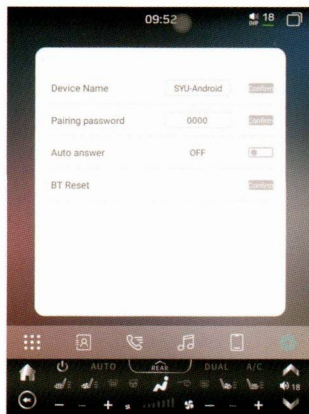 09:52
18
Device Name SYU-Android Confirm
Pairing password 0000 Confirm
Auto answer OFF
BT Reset Confirm
AUTO REAR DUAL A/C
18